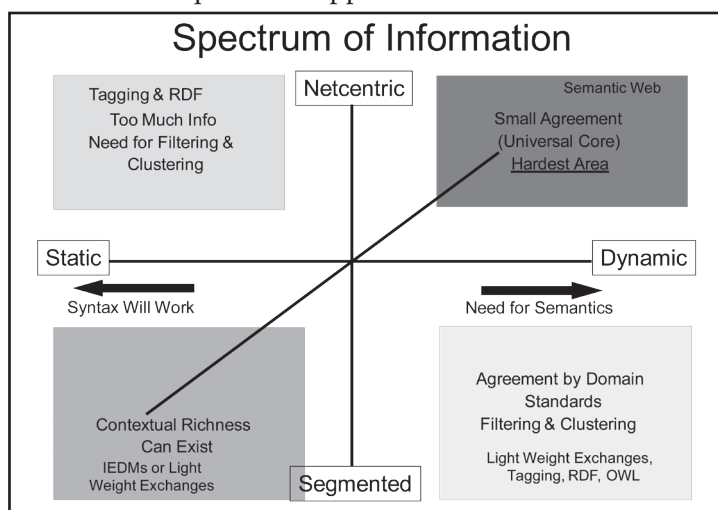 Spectrum of Information
Tagging & RDF
Too Much Info
Need for Filtering &
Clustering
Netcentric
Semantic Web
Small Agreement
(Universal Core)
Hardest Area
Static
Dynamic
Syntax Will Work
Need for Semantics
Contextual Richness
Can Exist
IEDMs or Light
Weight Exchanges
Segmented
Agreement by Domain
Standards
Filtering & Clustering
Light Weight Exchanges,
Tagging, RDF, OWL